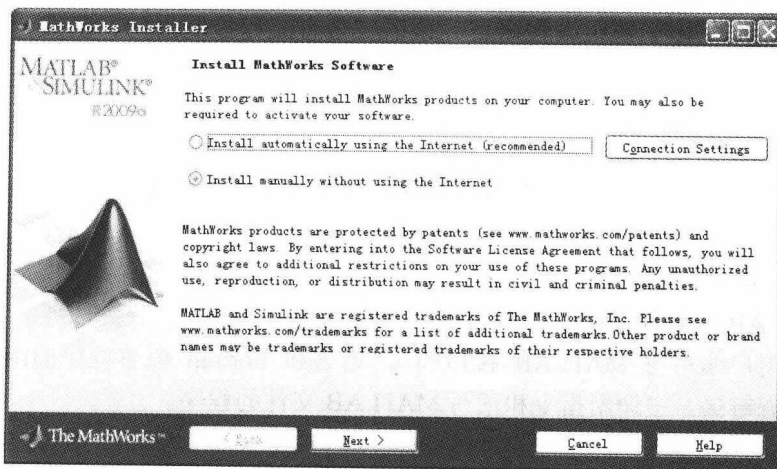 MathWorks Installer
MATLAB®
SIMULINK®
R2009a
Install MathWorks Software
This program will install MathWorks products on your computer. You may also be
required to activate your software.
Install automatically using the Internet (recommended)
Connection Settings
Install manually without using the Internet
MathWorks products are protected by patents (see www.mathworks.com/patents) and
copyright laws. By entering into the Software License Agreement that follows, you will
also agree to additional restrictions on your use of these programs. Any unauthorized
use, reproduction, or distribution may result in civil and criminal penalties.
MATLAB and Simulink are registered trademarks of The MathWorks, Inc. Please see
www.mathworks.com/trademarks for a list of additional trademarks.Other product or brand
names may be trademarks or registered trademarks of their respective holders.
The MathWorks™
< Back
Next >
Cancel
Help